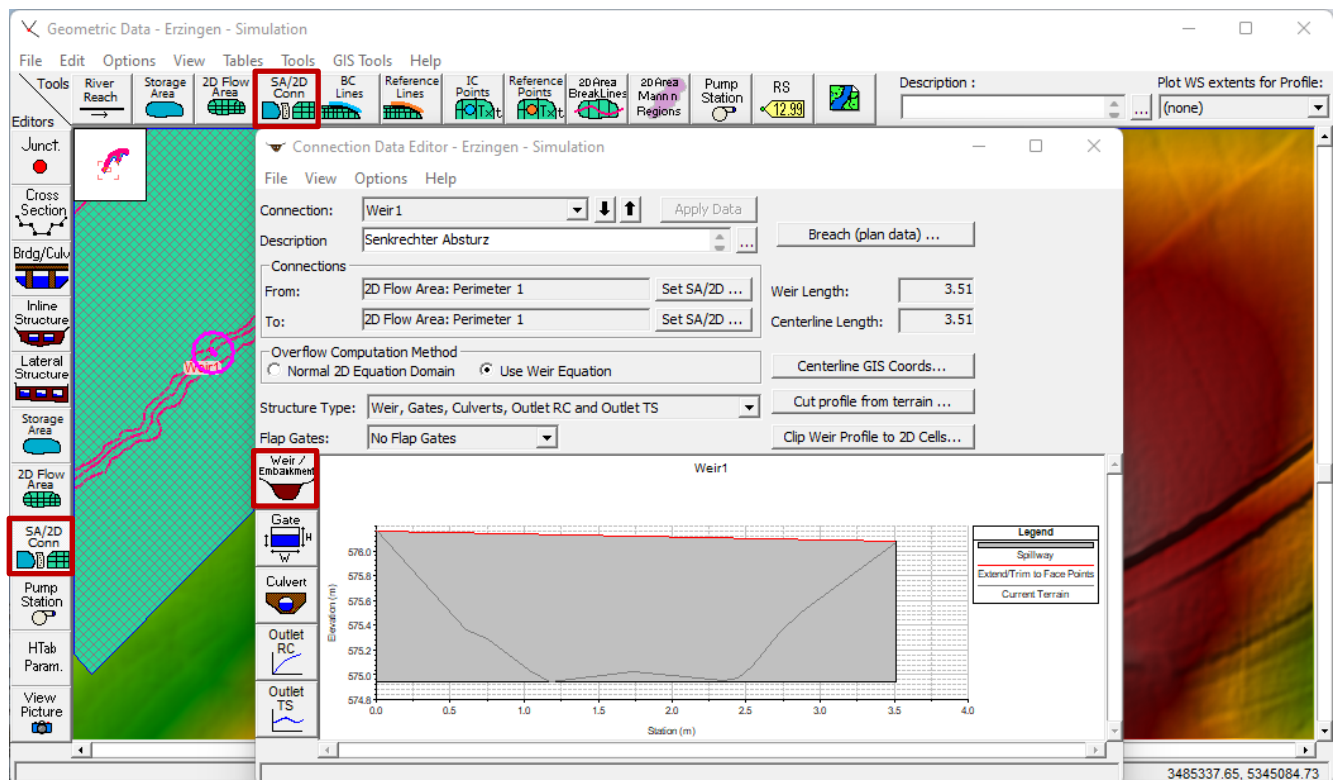 Geometric Data - Erzingen - Simulation
File Edit Options View Tables Tools GIS Tools Help
Tools
Editors
River Reach
Storage Area
2D Flow Area
SA/2D Conn
BC Lines
Reference Lines
IC Points
Reference Points
2D Area BreakLines
2D Area Mann n Regions
Pump Station
RS
12.99
Description :
...
Plot WS extents for Profile:
(none)
Junct.
Cross Section
Brdg/Culv
Inline Structure
Lateral Structure
Storage Area
2D Flow Area
SA/2D Conn
Pump Station
HTab Param.
View Picture
Weir1
Connection Data Editor - Erzingen - Simulation
File View Options Help
Connection: Weir1 Apply Data
Description Senkrechter Absturz ... Breach (plan data) ...
Connections
From: 2D Flow Area: Perimeter 1 Set SA/2D ... Weir Length: 3.51
To: 2D Flow Area: Perimeter 1 Set SA/2D ... Centerline Length: 3.51
Overflow Computation Method
Normal 2D Equation Domain Use Weir Equation Centerline GIS Coords...
Structure Type: Weir, Gates, Culverts, Outlet RC and Outlet TS Cut profile from terrain ...
Flap Gates: No Flap Gates Clip Weir Profile to 2D Cells...
Weir / Embankment
Gate
H
W
Culvert
Outlet RC
Outlet TS
Weir1
Elevation (m)
576.0
575.8
575.6
575.4
575.2
575.0
574.8
0.0 0.5 1.0 1.5 2.0 2.5 3.0 3.5 4.0
Station (m)
Legend
Spillway
Extend/Trim to Face Points
Current Terrain
3485337.65, 5345084.73